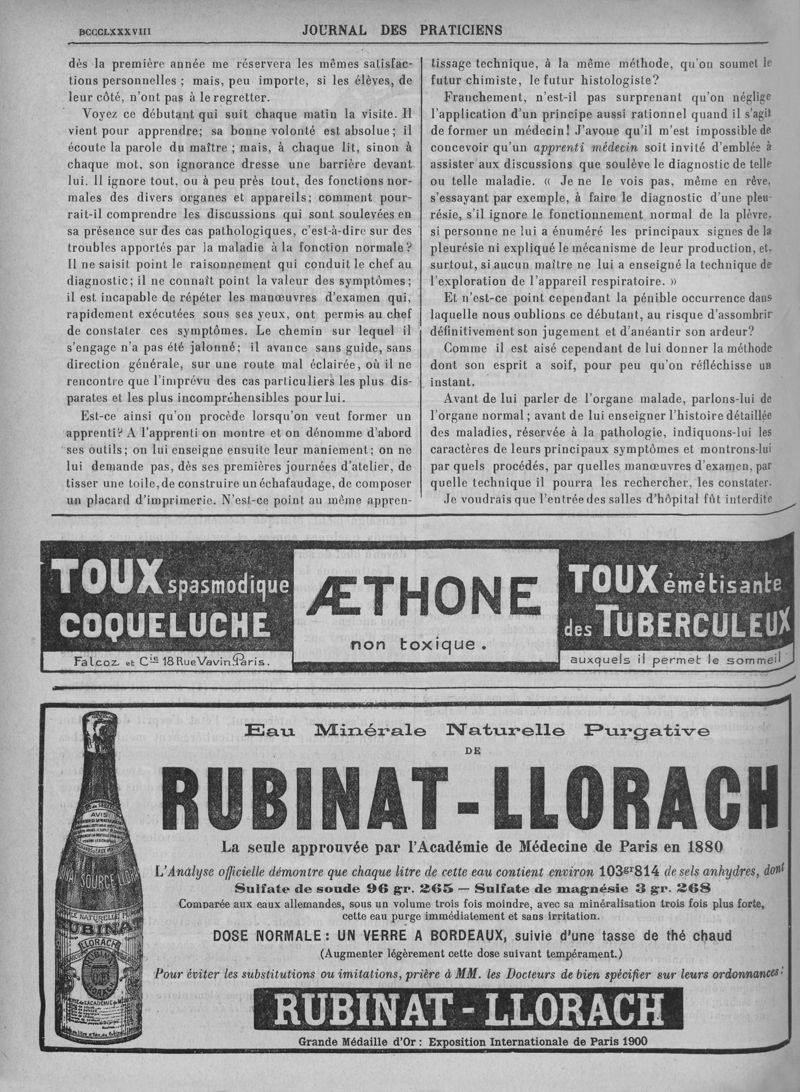 BCCCLXXXVIII
JOURNAL DES PRATICIENS
dès la première année me réservera les mêmes satisfac-
tions personnelles ; mais, peu importe, si les élèves, de
leur côté, n'ont pas à le regretter.
Voyez ce débutant qui suit chaque matin la visite. Il
vient pour apprendre; sa bonne volonté est absolue ; il
écoute la parole du maître ; mais, à chaque lit, sinon à
chaque mot, son ignorance dresse une barrière devant
lui. Il ignore tout, ou à peu près tout, des fonctions nor-
males des divers organes et appareils; comment pour-
rait-il comprendre les discussions qui sont soulevées en
sa présence sur des cas pathologiques, c'est-à-dire sur des
troubles apportés par la maladie à la fonction normale ?
Il ne saisit point le raisonnement qui conduit le chef au
diagnostic ; il ne connaît point la valeur des symptômes ;
il est incapable de répéter les manœuvres d'examen qui,
rapidement exécutées sous ses yeux, ont permis au chef
de constater ces symptômes. Le chemin sur lequel il
s'engage n'a pas été jalonné; il avance sans guide, sans
direction générale, sur une route mal éclairée, où il ne
rencontre que l'imprévu des cas particuliers les plus dis-
parates et les plus incompréhensibles pour lui.
Est-ce ainsi qu'on procède lorsqu'on veut former un
apprenti? A l'apprenti on montre et on dénomme d'abord
ses outils ; on lui enseigne ensuite leur maniement ; on ne
lui demande pas, dès ses premières journées d'atelier, de
tisser une toile, de construire un échafaudage, de composer
un placard d'imprimerie. N'est-ce point au même appren-
tissage technique, à la même méthode, qu'on soumet le
futur chimiste, le futur histologiste?
Franchement, n'est-il pas surprenant qu'on néglige
l'application d'un principe aussi rationnel quand il s'agit
de former un médecin! J'avoue qu'il m'est impossible de
concevoir qu'un apprenti médecin soit invité d'emblée à
assister aux discussions que soulève le diagnostic de telle
ou telle maladie. « Je ne le vois pas, même en rêve,
s'essayant par exemple, à faire le diagnostic d'une pleu-
résie, s'il ignore le fonctionnement normal de la plèvre,
si personne ne lui a énuméré les principaux signes de la
pleurésie ni expliqué le mécanisme de leur production, et,
surtout, si aucun maître ne lui a enseigné la technique de
l'exploration de l'appareil respiratoire. »
Et n'est-ce point cependant la pénible occurrence dans
laquelle nous oublions ce débutant, au risque d'assombrir
définitivement son jugement et d'anéantir son ardeur?
Comme il est aisé cependant de lui donner la méthode
dont son esprit a soif, pour peu qu'on réfléchisse un
instant.
Avant de lui parler de l'organe malade, parlons-lui de
l'organe normal ; avant de lui enseigner l'histoire détaillée
des maladies, réservée à la pathologie, indiquons-lui les
caractères de leurs principaux symptômes et montrons-lui
par quels procédés, par quelles manœuvres d'examen, par
quelle technique il pourra les rechercher, les constater.
Je voudrais que l'entrée des salles d'hôpital fût interdite
TOUX spasmodique
COQUELUCHE
Falcoz et Cie 18 Rue Vavin, Paris.
ÆTHONE
non toxique.
TOUX émétisante
des TUBERCULEUX
auxquels il permet le sommeil
Eau Minérale Naturelle Purgative
DE
RUBINAT-LLORACH
La seule approuvée par l'Académie de Médecine de Paris en 1880
L'Analyse officielle démontre que chaque litre de cette eau contient environ 103gr814 de sels anhydres, dont
Sulfate de soude 96 gr. 265 — Sulfate de magnésie 3 gr. 268
Comparée aux eaux allemandes, sous un volume trois fois moindre, avec sa minéralisation trois fois plus forte,
cette eau purge immédiatement et sans irritation.
DOSE NORMALE : UN VERRE A BORDEAUX, suivie d'une tasse de thé chaud
(Augmenter légèrement cette dose suivant tempérament.)
Pour éviter les substitutions ou imitations, prière à MM. les Docteurs de bien spécifier sur leurs ordonnances :
RUBINAT - LLORACH
Grande Médaille d'Or : Exposition Internationale de Paris 1900
AVIS
SOURCE LLO
NATURELLE
RUBINA
LLORACH